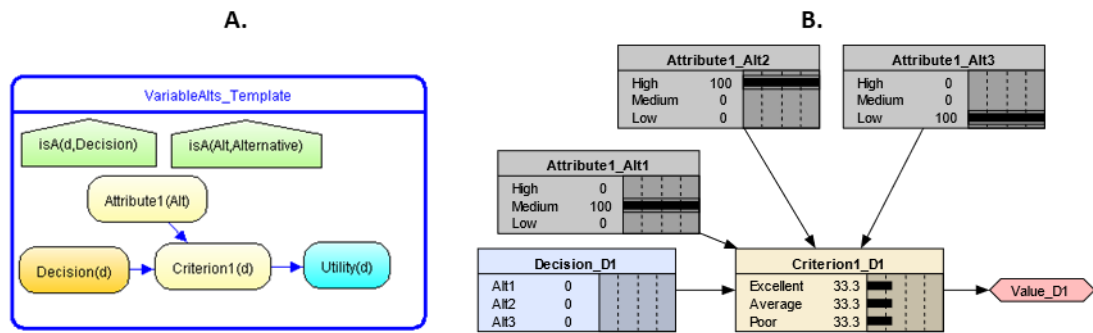 A.
VariableAlts_Template
isA(d,Decision)
isA(Alt,Alternative)
Attribute1(Alt)
Decision(d)
Criterion1(d)
Utility(d)
B.
Attribute1_Alt2
High 100
Medium 0
Low 0
Attribute1_Alt3
High 0
Medium 0
Low 100
Attribute1_Alt1
High 0
Medium 100
Low 0
Decision_D1
Alt1 0
Alt2 0
Alt3 0
Criterion1_D1
Excellent 33.3
Average 33.3
Poor 33.3
Value_D1